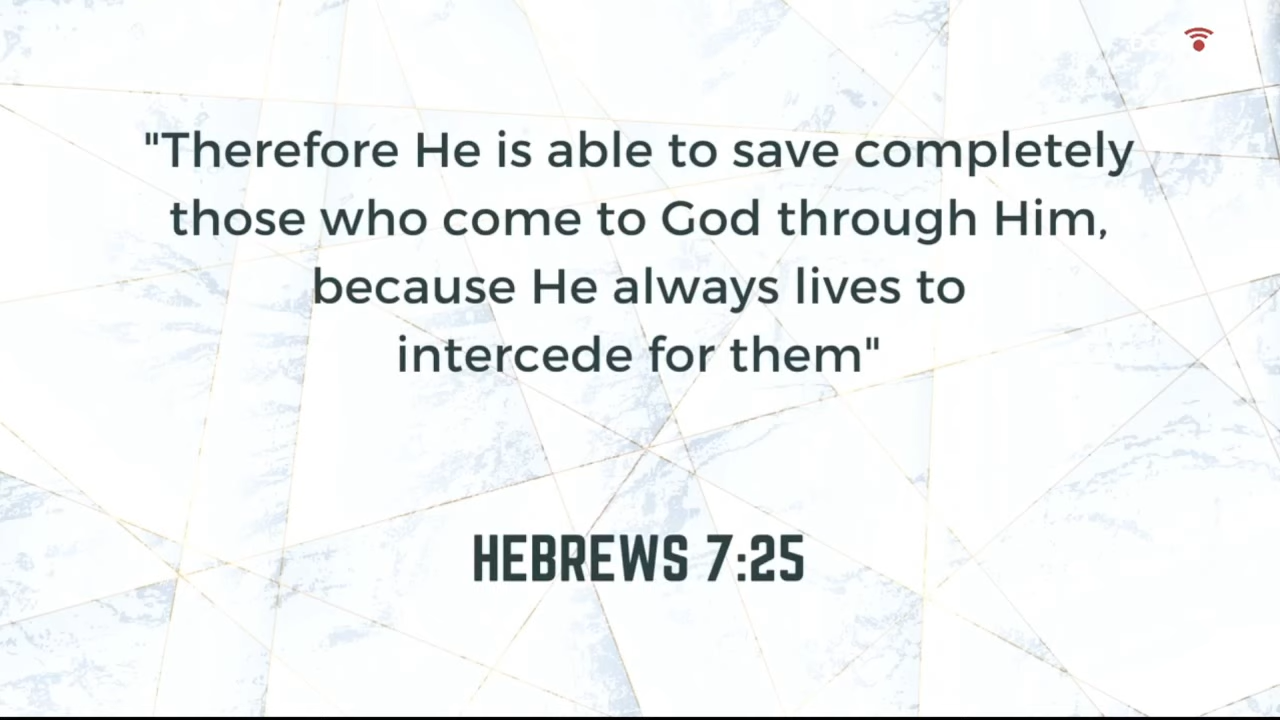 "Therefore He is able to save completely
those who come to God through Him,
because He always lives to
intercede for them"
HEBREWS 7:25